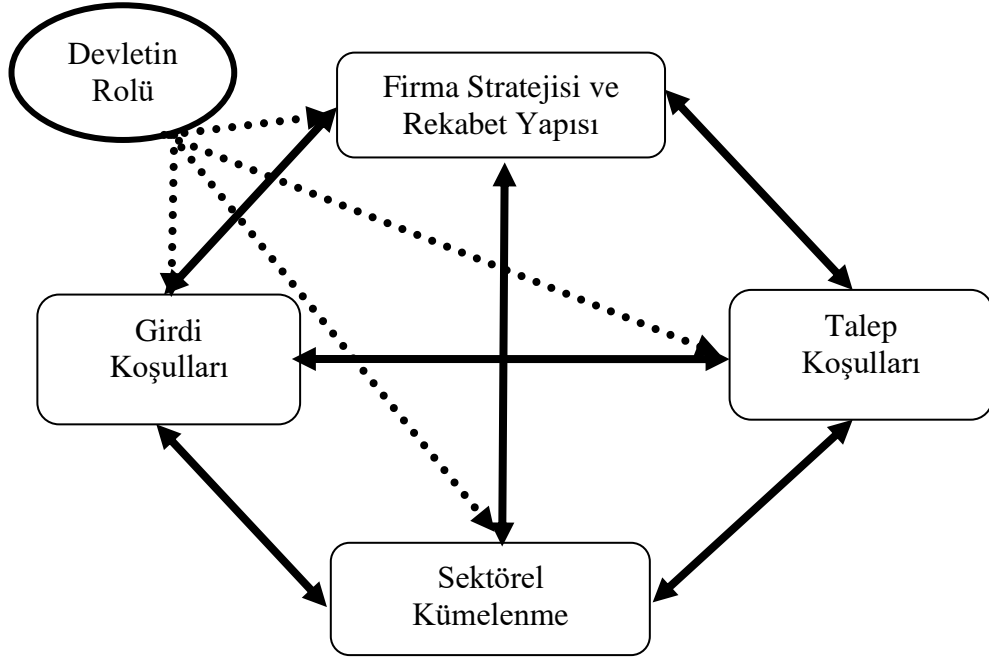 Devletin
Rolü
Firma Stratejisi ve
Rekabet Yapısı
Girdi
Koşulları
Talep
Koşulları
Sektörel
Kümelenme